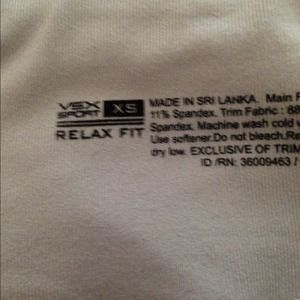 VSX
SPORT
XS
RELAX FIT
MADE IN SRI LANKA. Main
11% Spandex. Trim Fabric : 88
Spandex. Machine wash cold
Use softener.Do not bleach.
dry low. EXCLUSIVE OF TRIM
ID /RN: 36009463 /